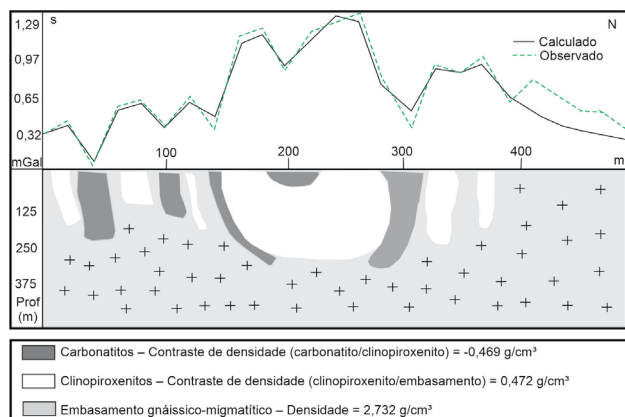 1,29
S
N
Calculado
Observado
0,97
0,65
0,32
mGal
100
200
300
400
m
125
250
375
Prof
(m)
Carbonatitos – Contraste de densidade (carbonatito/clinopiroxenito) = -0,469 g/cm³
Clinopiroxenitos – Contraste de densidade (clinopiroxenito/embasamento) = 0,472 g/cm³
Embasamento gnáissico-migmatítico – Densidade = 2,732 g/cm³